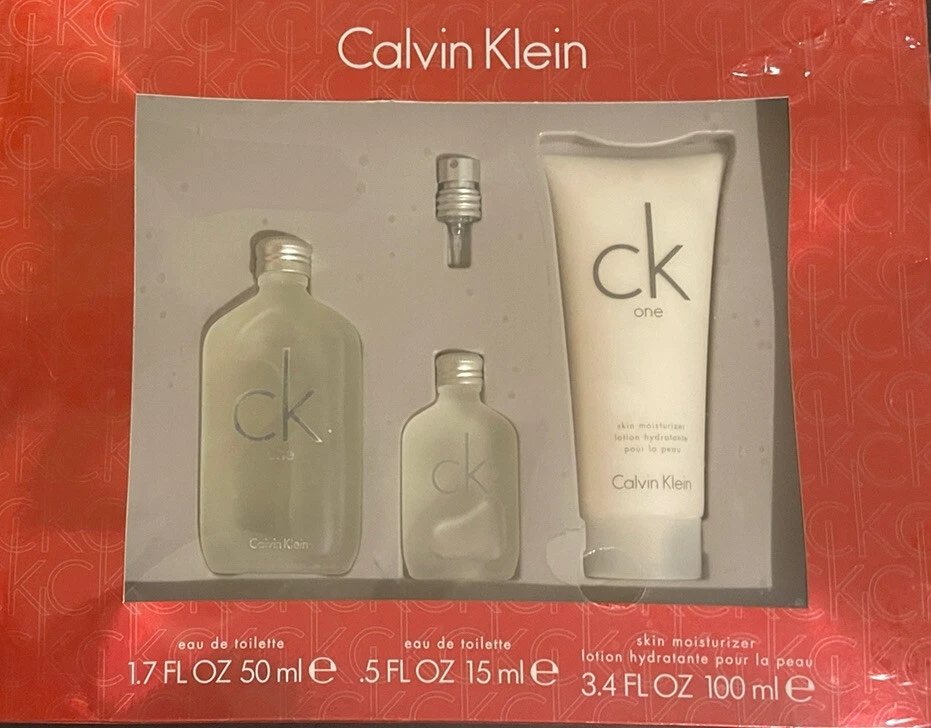 Calvin Klein
ck
one
Calvin Klein
ck
ck
one
skin moisturizer
lotion hydratante
pour la peau
Calvin Klein
eau de toilette
1.7 FL OZ 50 ml ℮
eau de toilette
.5 FL OZ 15 ml ℮
skin moisturizer
lotion hydratante pour la peau
3.4 FL OZ 100 ml ℮